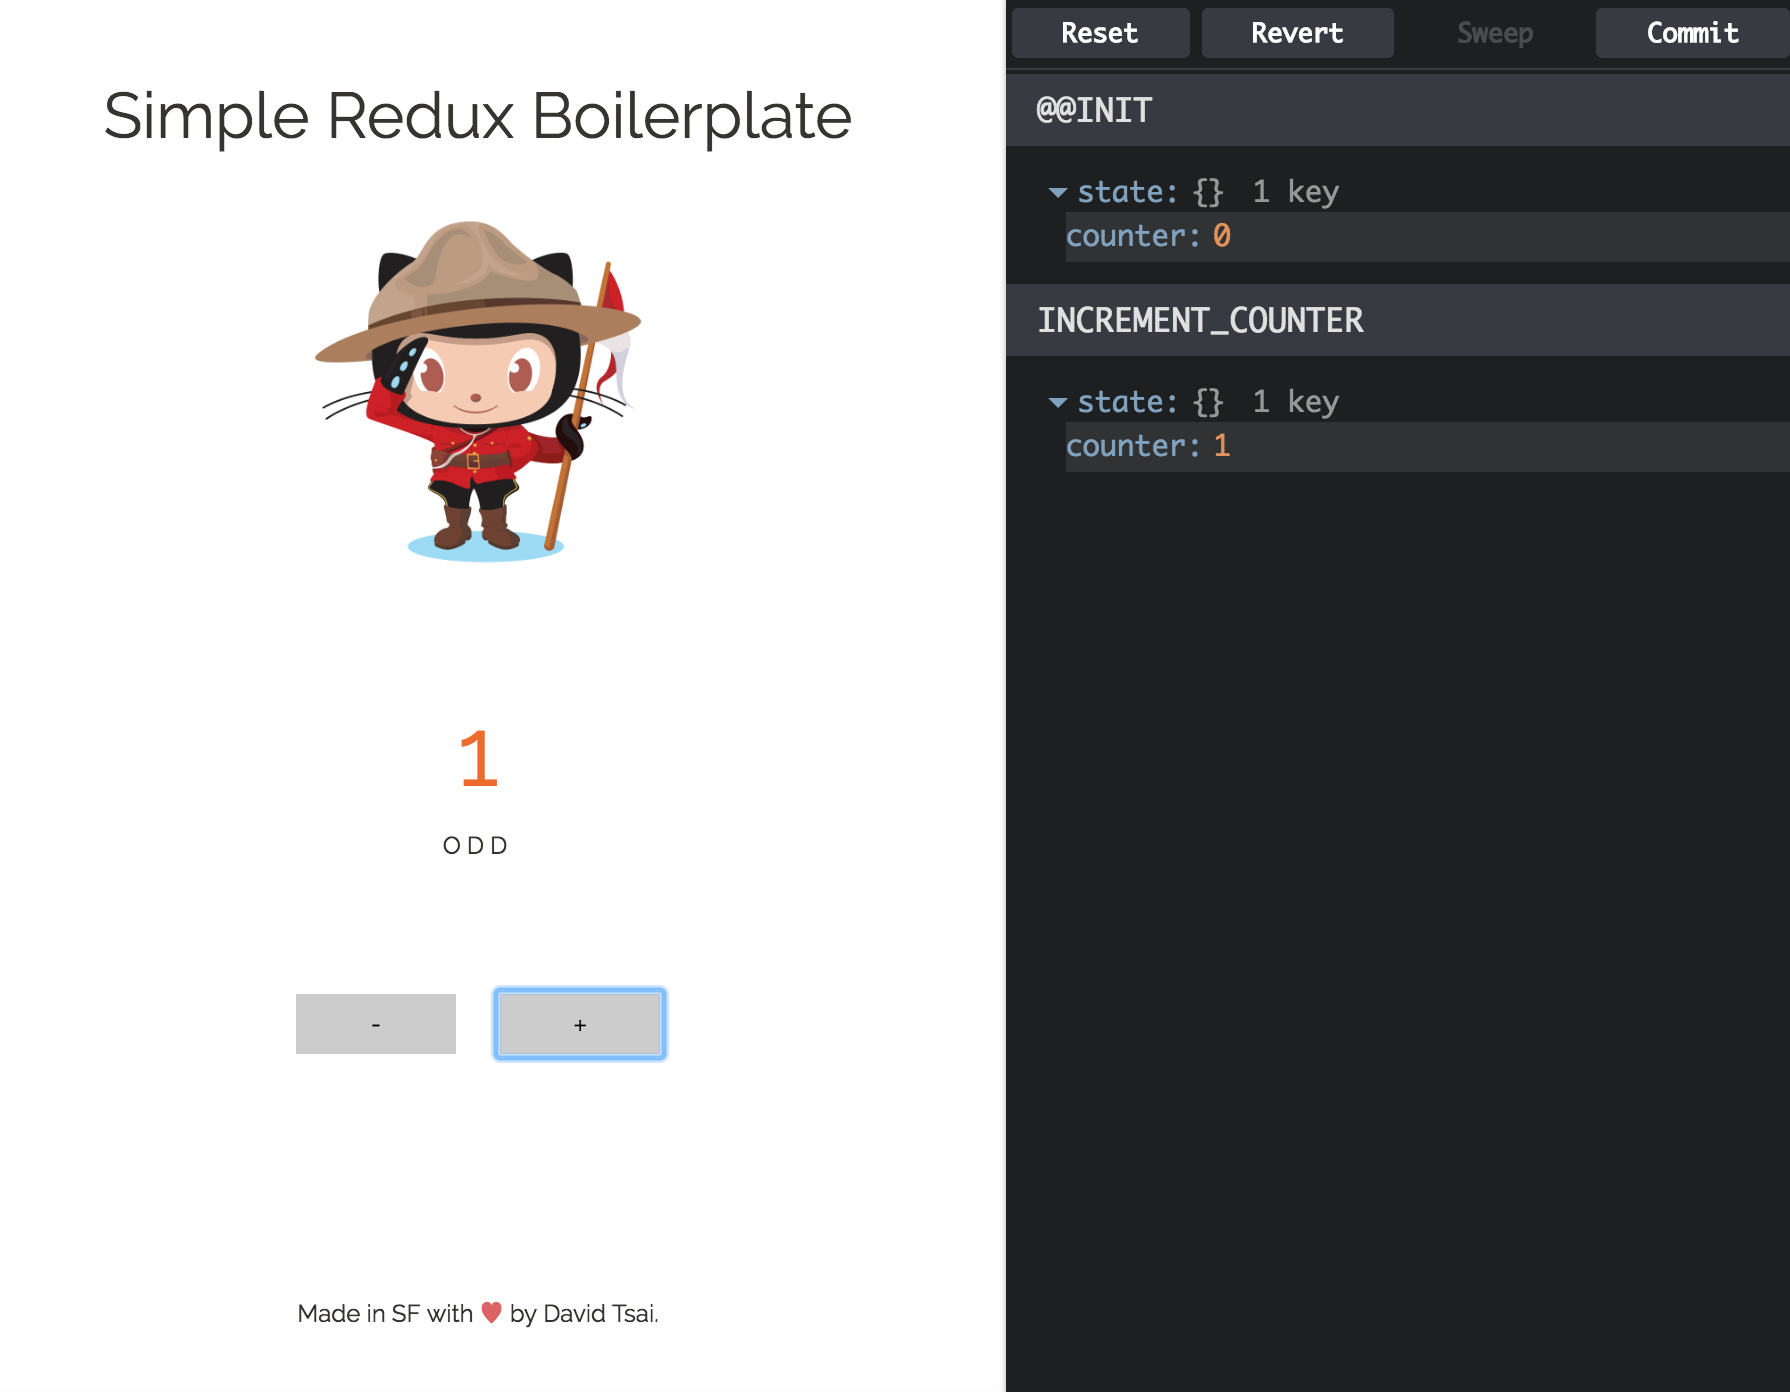 Simple Redux Boilerplate
1
ODD
-
+
Made in SF with ❤ by David Tsai.
Reset Revert Sweep Commit
@@INIT
state: {} 1 key
counter: 0
INCREMENT_COUNTER
state: {} 1 key
counter: 1